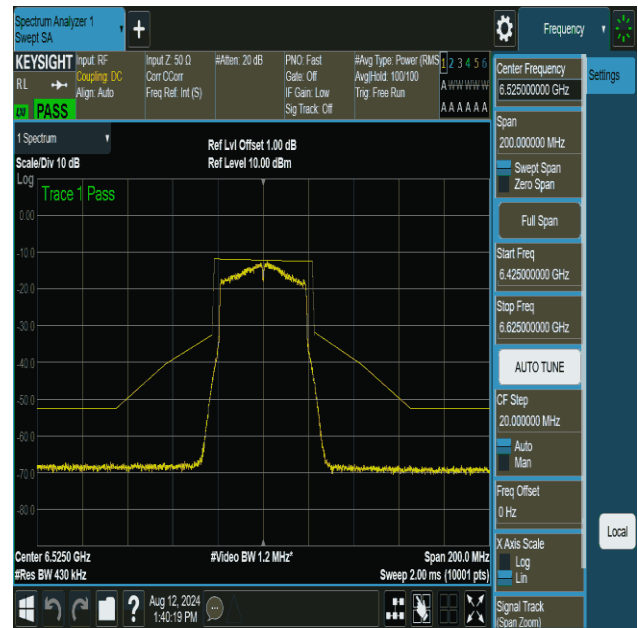 Spectrum Analyzer 1
Swept SA
+
Frequency
KEYSIGHT
RL
PASS
Input: RF
Coupling: DC
Align: Auto
Input Z: 50 Ω
Corr CCorr
Freq Ref: Int (S)
#Atten: 20 dB
PNO: Fast
Gate: Off
IF Gain: Low
Sig Track: Off
#Avg Type: Power (RMS
Avg|Hold: 100/100
Trig: Free Run
1 2 3 4 5 6
A W W W W W
A A A A A A
Center Frequency
6.525000000 GHz
Settings
Span
200.000000 MHz
Swept Span
Zero Span
Full Span
Start Freq
6.425000000 GHz
Stop Freq
6.625000000 GHz
AUTO TUNE
CF Step
20.000000 MHz
Auto
Man
Freq Offset
0 Hz
X Axis Scale
Log
Lin
Local
Signal Track
(Span Zoom)
1 Spectrum
Scale/Div 10 dB
Ref Lvl Offset 1.00 dB
Ref Level 10.00 dBm
Log
Trace 1 Pass
0.00
-10.0
-20.0
-30.0
-40.0
-50.0
-60.0
-70.0
-80.0
Center 6.5250 GHz
#Video BW 1.2 MHz*
Span 200.0 MHz
#Res BW 430 kHz
Sweep 2.00 ms (10001 pts)
?
Aug 12, 2024
1:40:19 PM